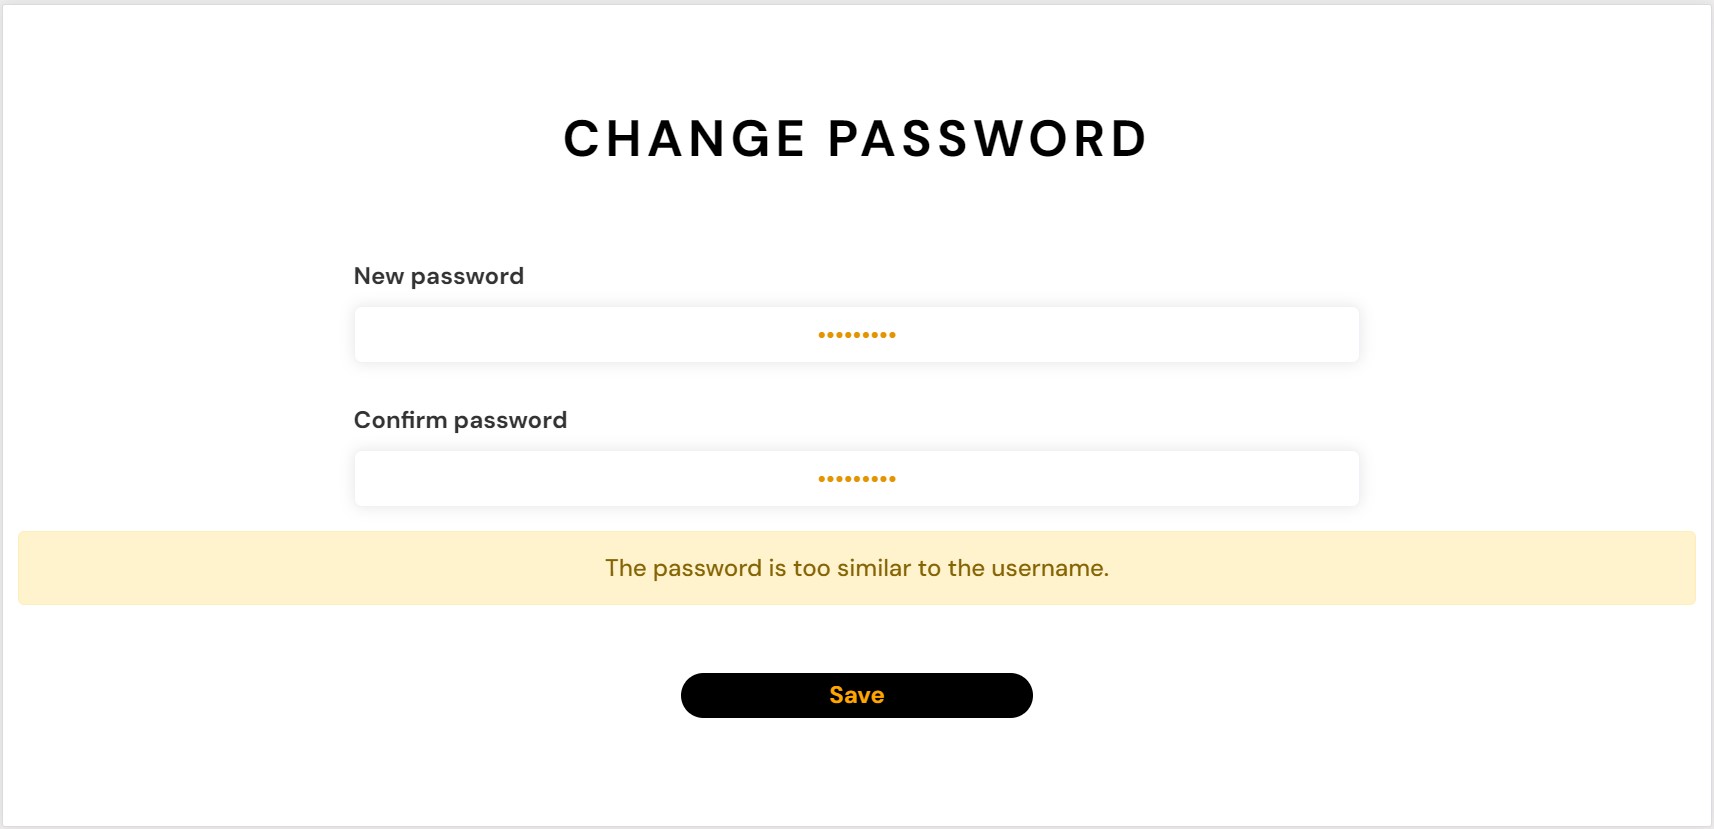 CHANGE PASSWORD
New password
•••••••••
Confirm password
•••••••••
The password is too similar to the username.
Save